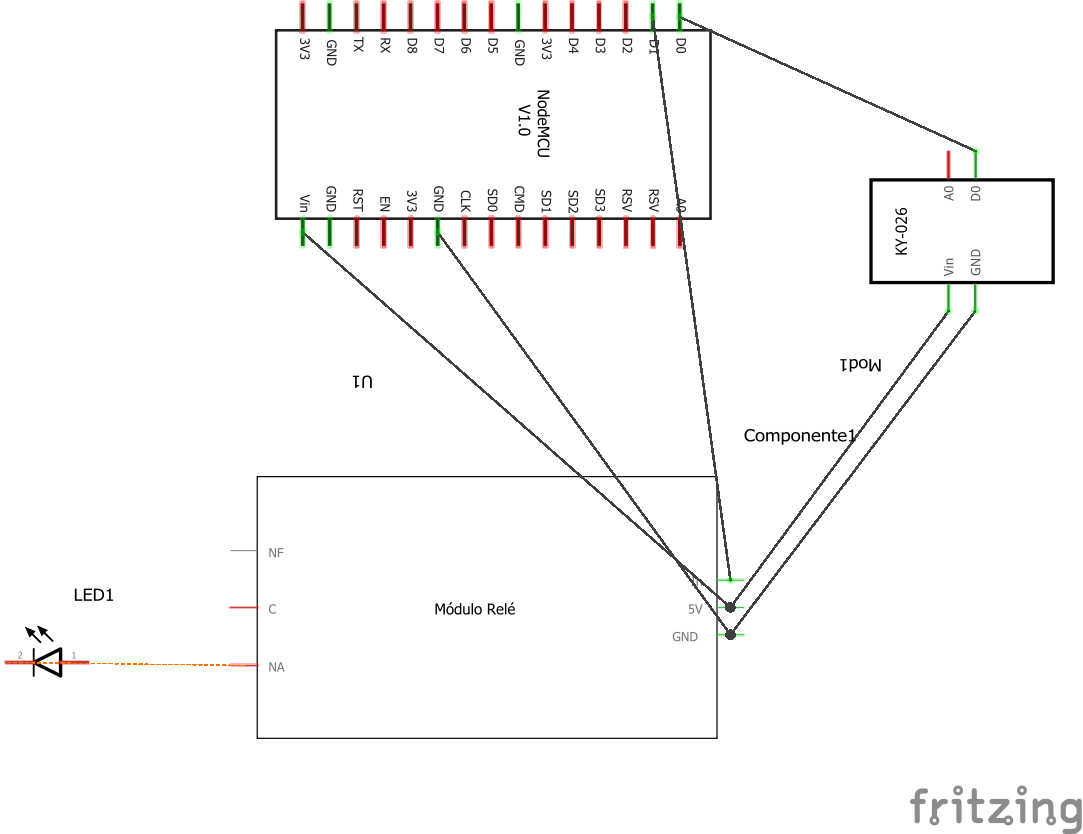 3V3
GND
TX
RX
D8
D7
D6
D5
GND
3V3
D4
D3
D2
D1
D0
NodeMCU
V1.0
Vin
GND
RST
EN
3V3
GND
CLK
SD0
CMD
SD1
SD2
SD3
RSV
RSV
A0
A0
D0
KY-026
Vin
GND
U1
Mod1
Componente1
NF
C
NA
Módulo Relé
5V
GND
LED1
2
1
fritzing